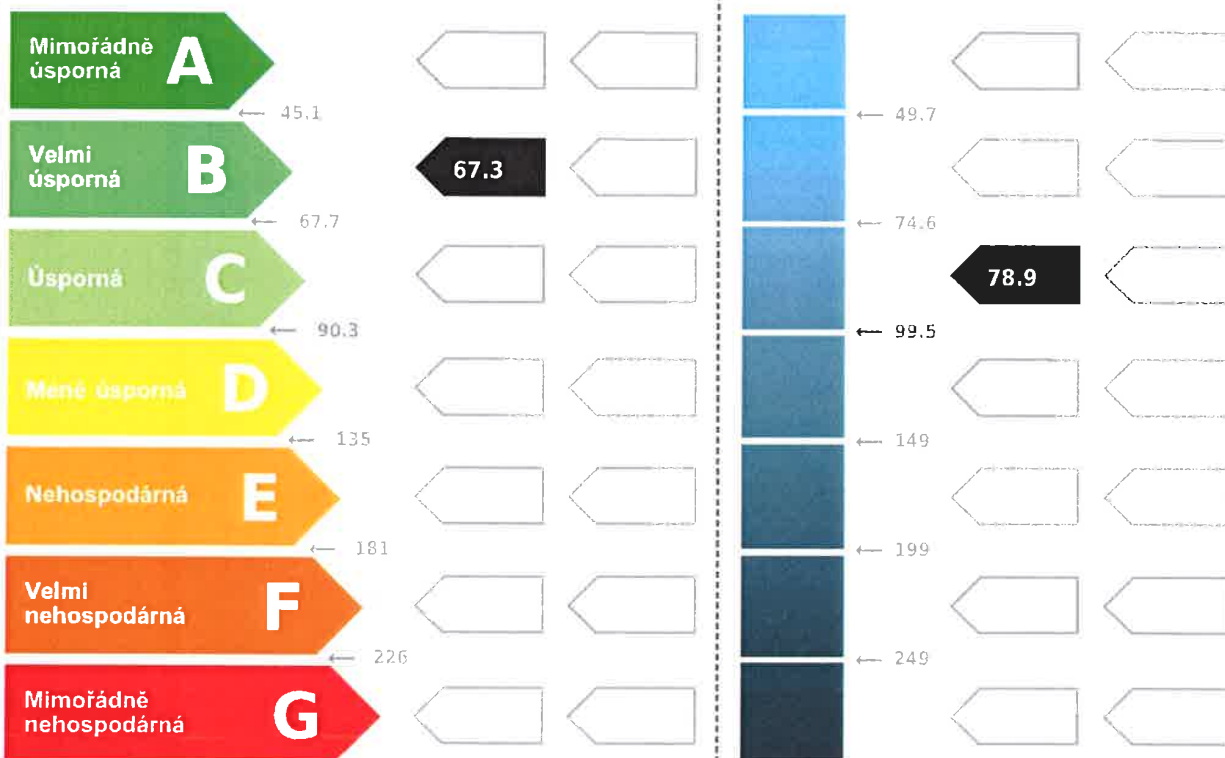 Mimořádně
úsporná A
← 45.1
← 49.7
Velmi
úsporná B
67.3
← 67.7
← 74.6
Úsporná C
78.9
← 90.3
← 99.5
Méně úsporná D
← 135
← 149
Nehospodárná E
← 181
← 199
Velmi
nehospodárná F
← 226
← 249
Mimořádně
nehospodárná G